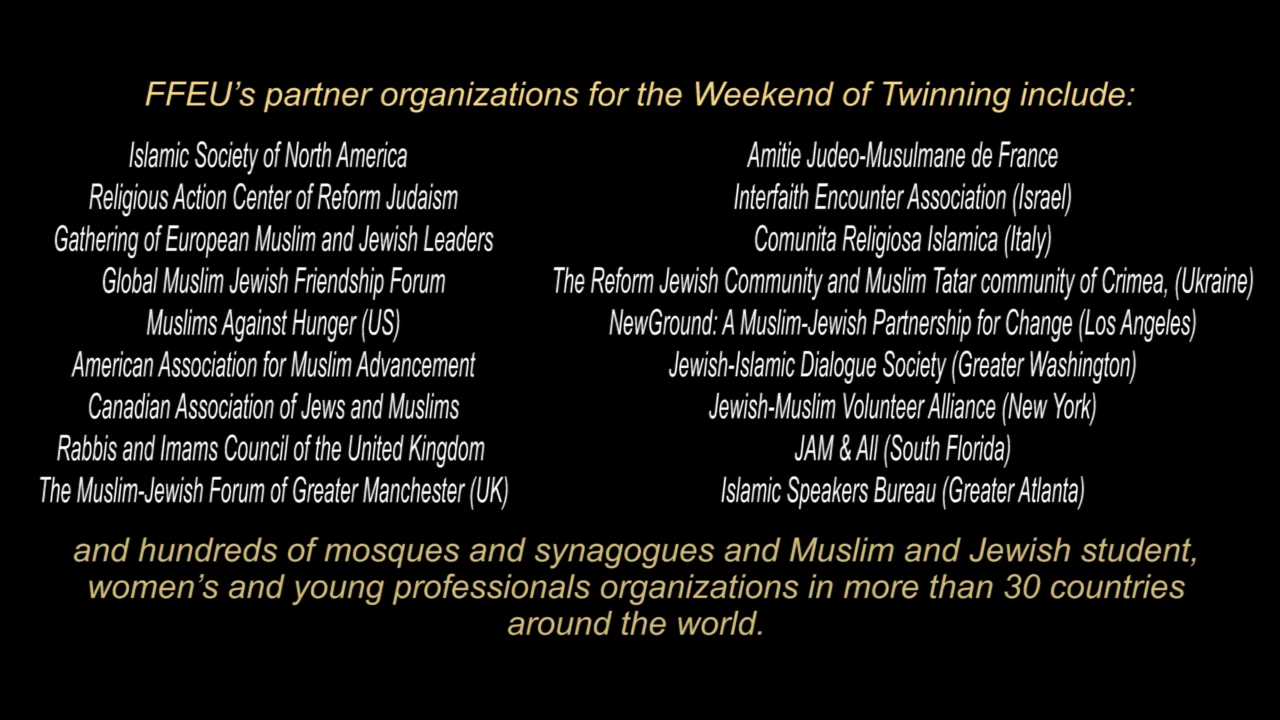 FFEU’s partner organizations for the Weekend of Twinning include:
Islamic Society of North America
Religious Action Center of Reform Judaism
Gathering of European Muslim and Jewish Leaders
Global Muslim Jewish Friendship Forum
Muslims Against Hunger (US)
American Association for Muslim Advancement
Canadian Association of Jews and Muslims
Rabbis and Imams Council of the United Kingdom
The Muslim-Jewish Forum of Greater Manchester (UK)
Amitie Judeo-Musulmane de France
Interfaith Encounter Association (Israel)
Comunita Religiosa Islamica (Italy)
The Reform Jewish Community and Muslim Tatar community of Crimea, (Ukraine)
NewGround: A Muslim-Jewish Partnership for Change (Los Angeles)
Jewish-Islamic Dialogue Society (Greater Washington)
Jewish-Muslim Volunteer Alliance (New York)
JAM & All (South Florida)
Islamic Speakers Bureau (Greater Atlanta)
and hundreds of mosques and synagogues and Muslim and Jewish student,
women’s and young professionals organizations in more than 30 countries
around the world.